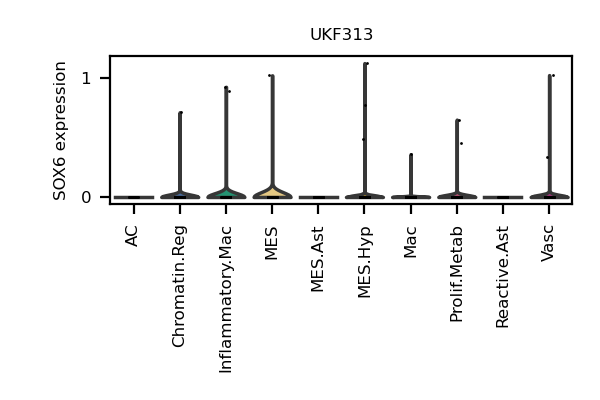 UKF313
SOX6 expression
1
0
AC
Chromatin.Reg
Inflammatory.Mac
MES
MES.Ast
MES.Hyp
Mac
Prolif.Metab
Reactive.Ast
Vasc